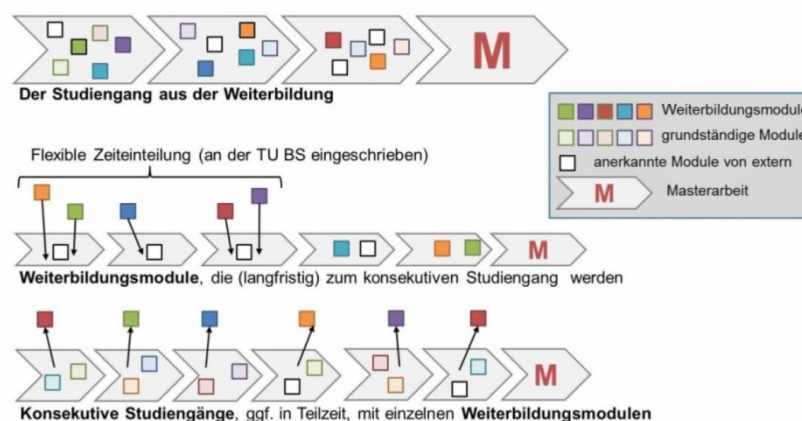 M
Der Studiengang aus der Weiterbildung
Weiterbildungsmodule
grundständige Module
anerkannte Module von extern
M Masterarbeit
Flexible Zeiteinteilung (an der TU BS eingeschrieben)
M
Weiterbildungsmodule, die (langfristig) zum konsekutiven Studiengang werden
M
Konsekutive Studiengänge, ggf. in Teilzeit, mit einzelnen Weiterbildungsmodulen